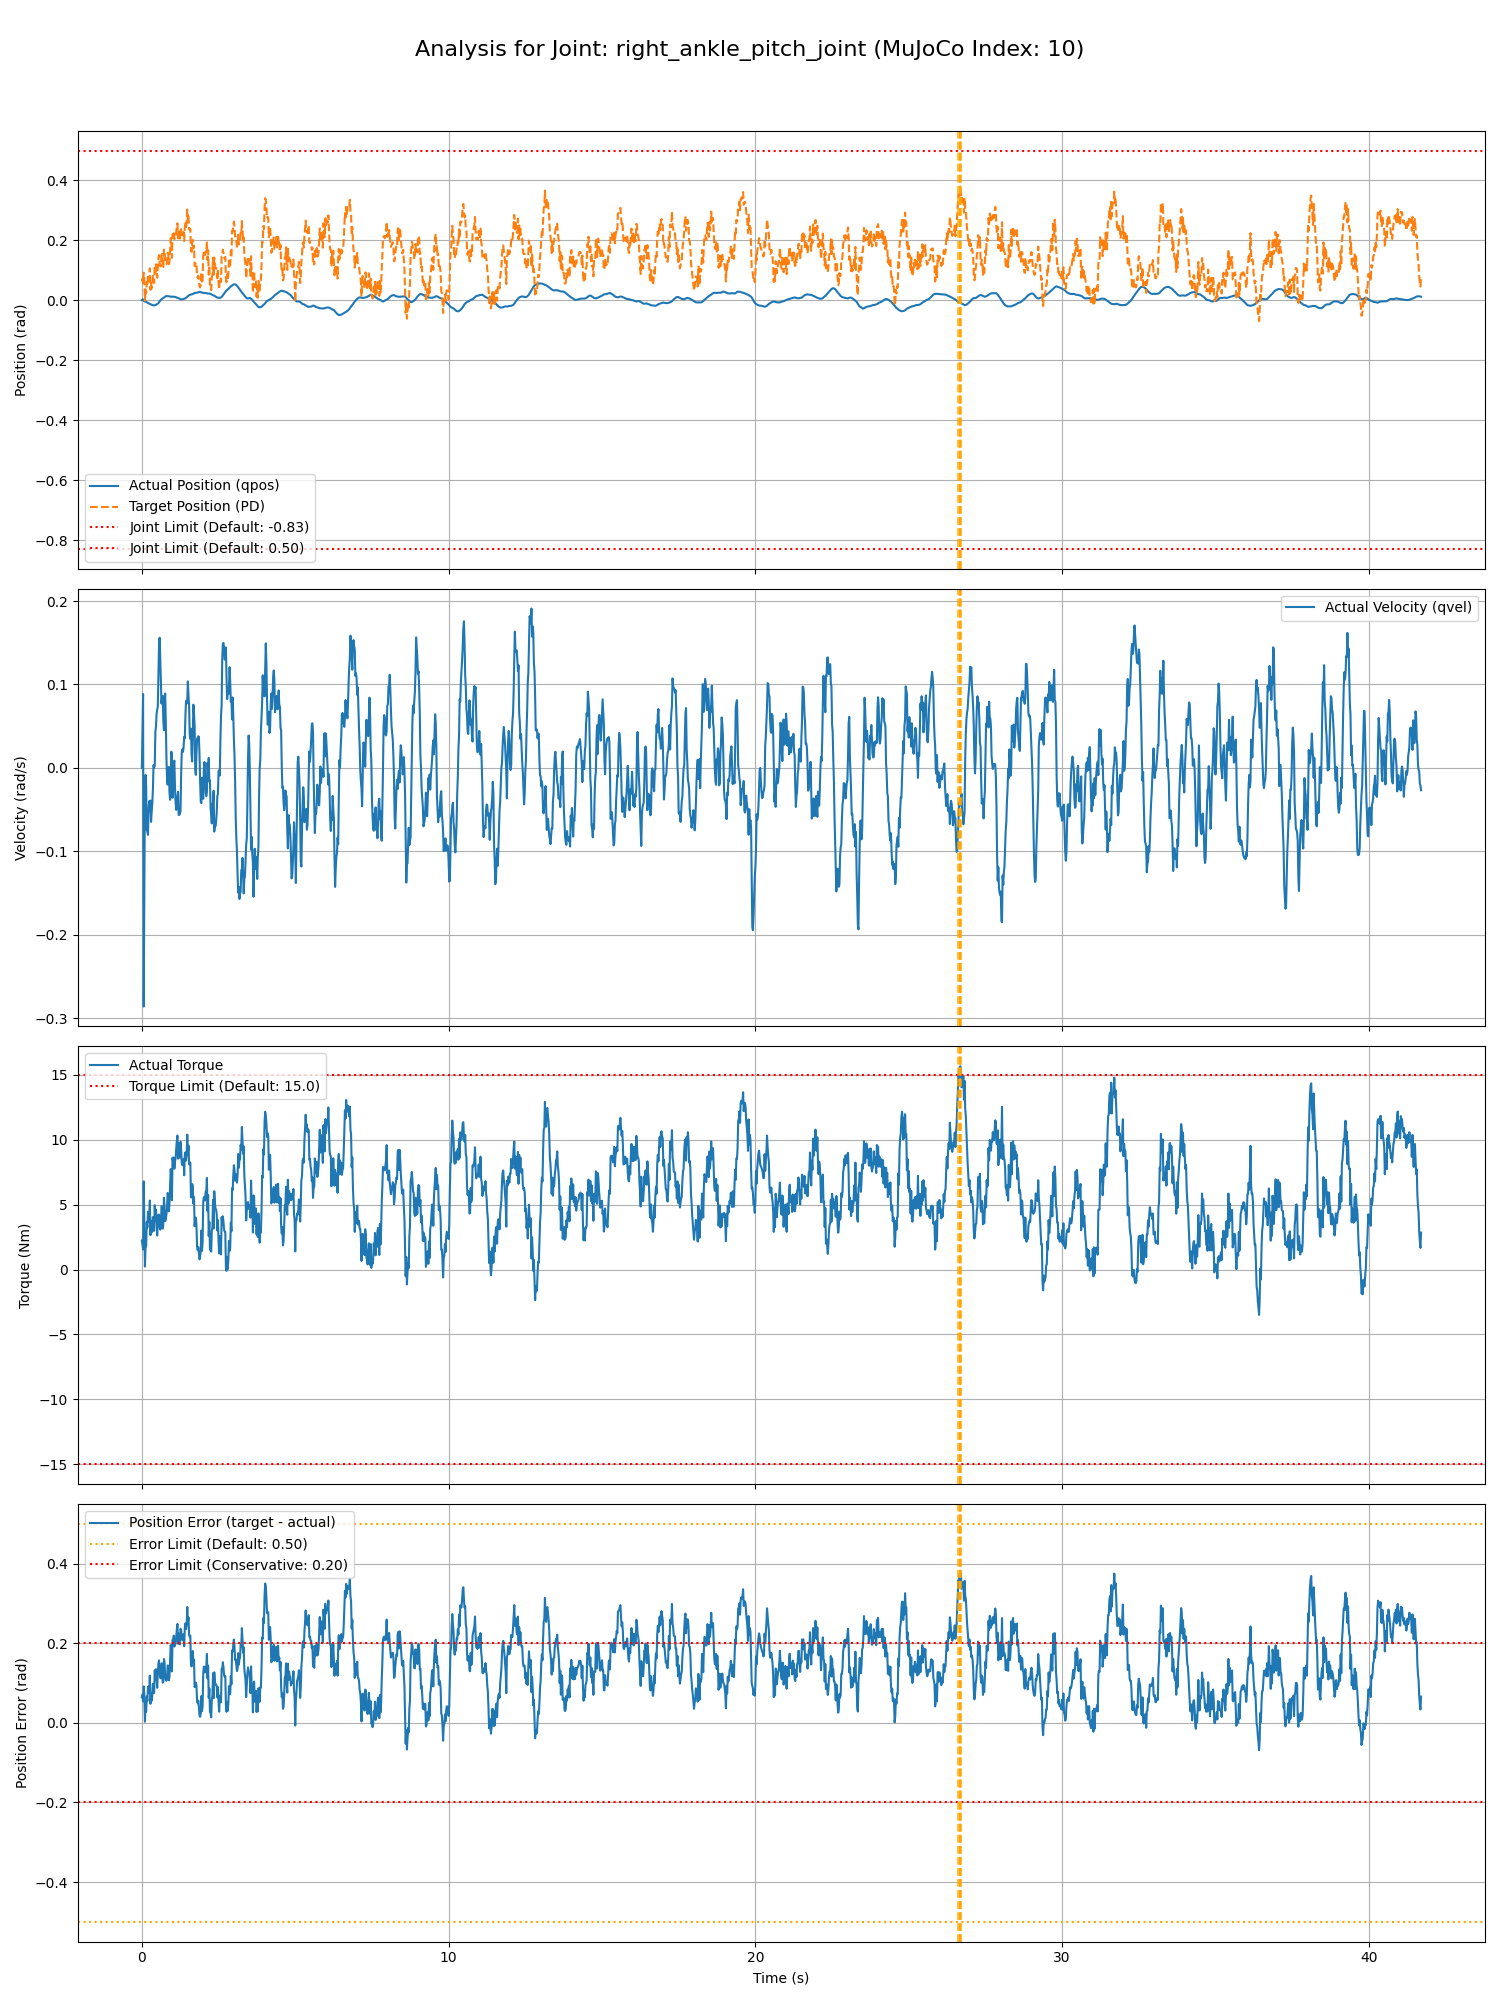 Analysis for Joint: right_ankle_pitch_joint (MuJoCo Index: 10)
0.4
0.2
0.0
−0.2
−0.4
−0.6
−0.8
Position (rad)
Actual Position (qpos)
Target Position (PD)
Joint Limit (Default: -0.83)
Joint Limit (Default: 0.50)
0.2
0.1
0.0
−0.1
−0.2
−0.3
Velocity (rad/s)
Actual Velocity (qvel)
15
10
5
0
−5
−10
−15
Torque (Nm)
Actual Torque
Torque Limit (Default: 15.0)
0.4
0.2
0.0
−0.2
−0.4
Position Error (rad)
Position Error (target - actual)
Error Limit (Default: 0.50)
Error Limit (Conservative: 0.20)
0 10 20 30 40
Time (s)